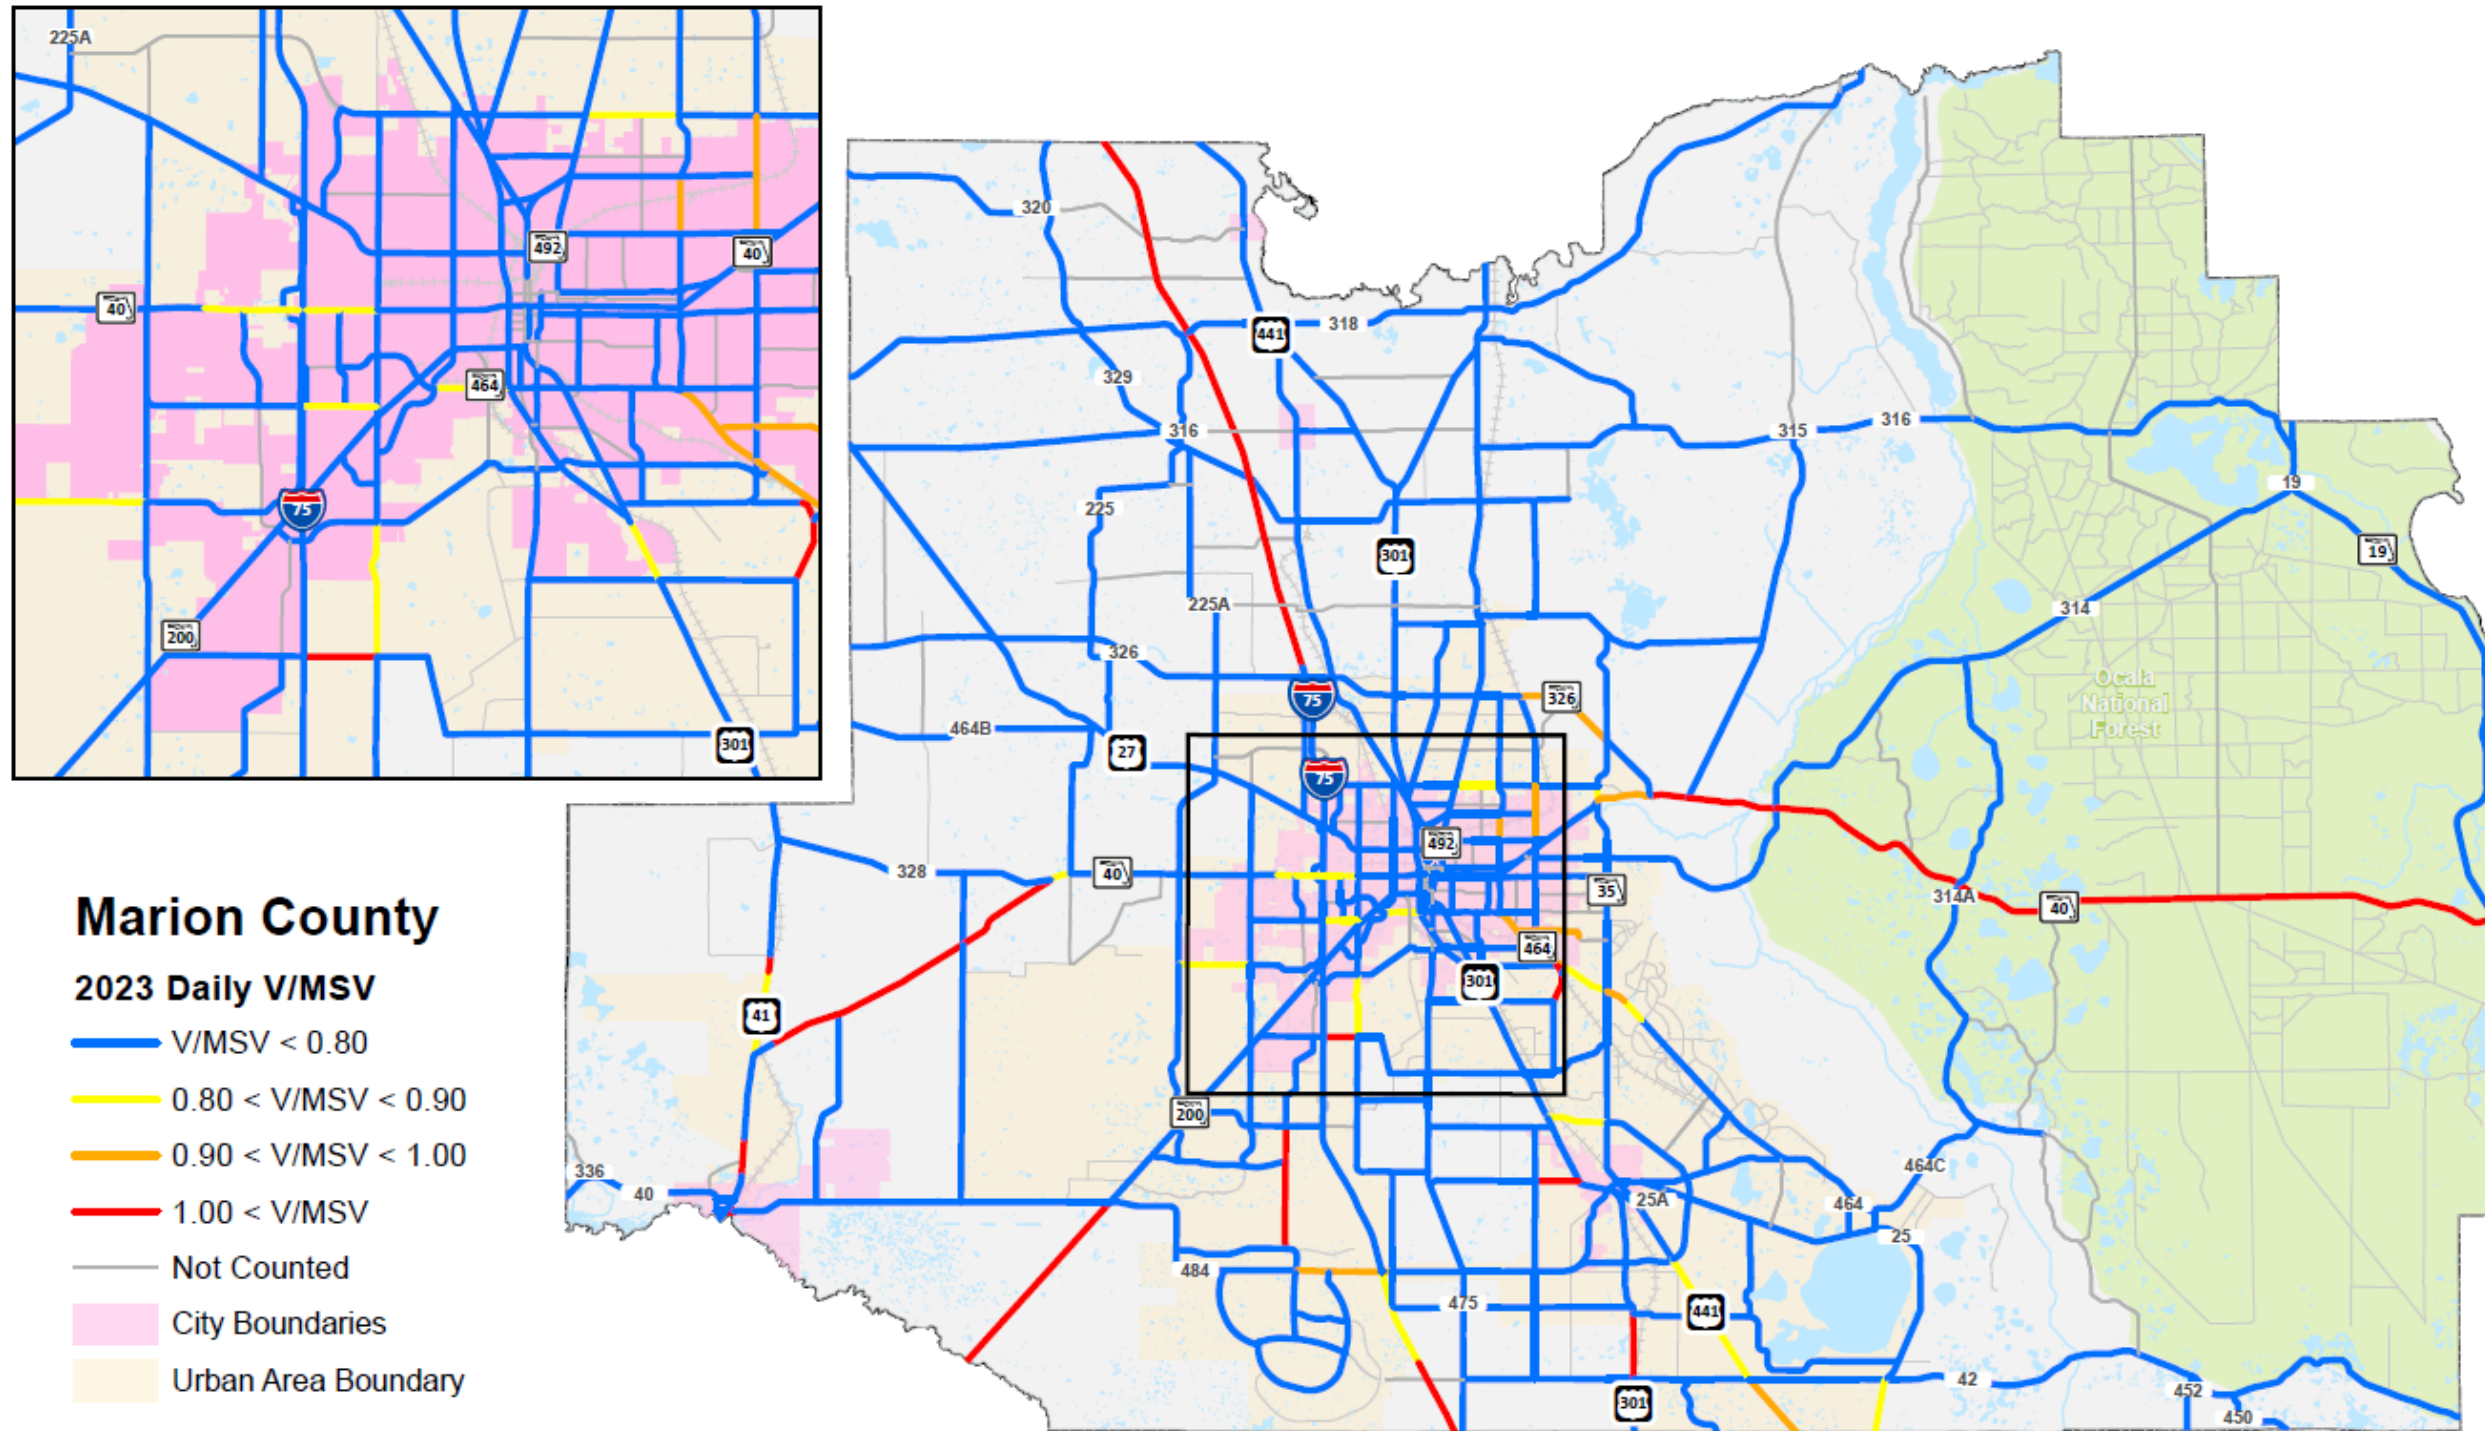 225A
492
40
40
464
75
200
301
320
441
318
329
316
315
316
225
19
19
301
225A
314
326
Ocala
National
Forest
75
326
464B
27
75
492
328
40
35
314A
40
464
301
41
200
336
40
464C
25A
464
25
484
475
441
42
301
452
450
Marion County
2023 Daily V/MSV
V/MSV < 0.80
0.80 < V/MSV < 0.90
0.90 < V/MSV < 1.00
1.00 < V/MSV
Not Counted
City Boundaries
Urban Area Boundary